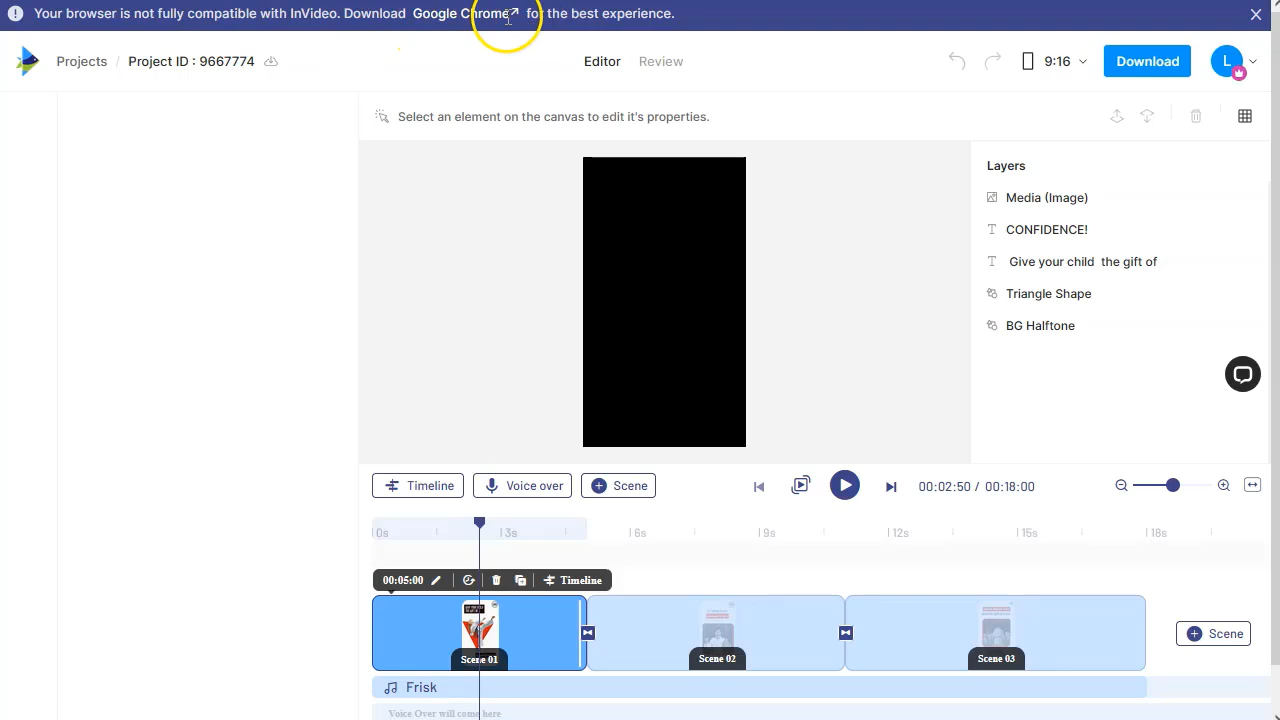 Your browser is not fully compatible with InVideo. Download Google Chrome for the best experience.
Projects / Project ID : 9667774
Editor
Review
9:16
Download
L
Select an element on the canvas to edit it's properties.
Layers
Media (Image)
CONFIDENCE!
Give your child the gift of
Triangle Shape
BG Halftone
Timeline
Voice over
Scene
00:02:50 / 00:18:00
0s
3s
6s
9s
12s
15s
18s
00:05:00
Timeline
Scene 01
Scene 02
Scene 03
Scene
Frisk
Voice Over will come here